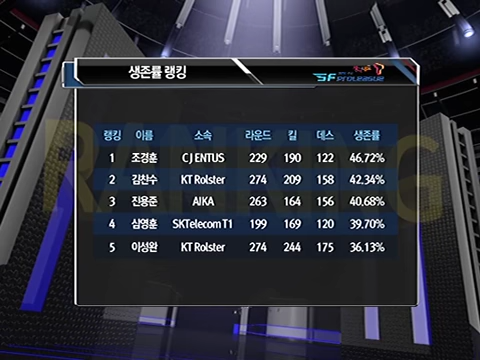 생존률 랭킹
SF PROLEAGUE
랭킹 이름 소속 라운드 킬 데스 생존률
1 조경훈 CJ ENTUS 229 190 122 46.72%
2 김찬수 KT Rolster 274 209 158 42.34%
3 진용준 AIKA 263 164 156 40.68%
4 심영훈 SKTelecom T1 199 169 120 39.70%
5 이성완 KT Rolster 274 244 175 36.13%
RANKING